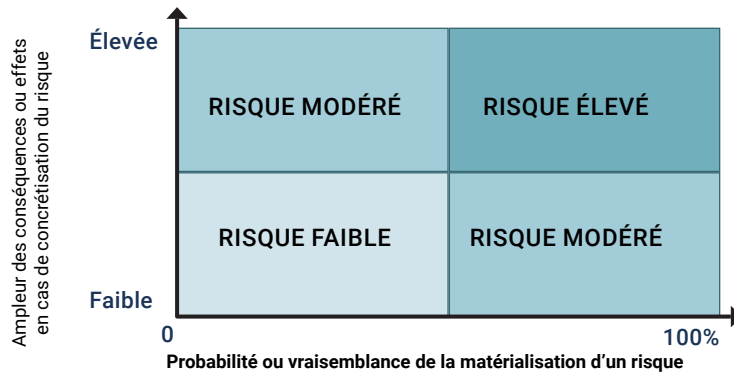 Ampleur des conséquences ou effets
en cas de concrétisation du risque
Élevée
RISQUE MODÉRÉ
RISQUE ÉLEVÉ
RISQUE FAIBLE
RISQUE MODÉRÉ
Faible
0
100%
Probabilité ou vraisemblance de la matérialisation d’un risque